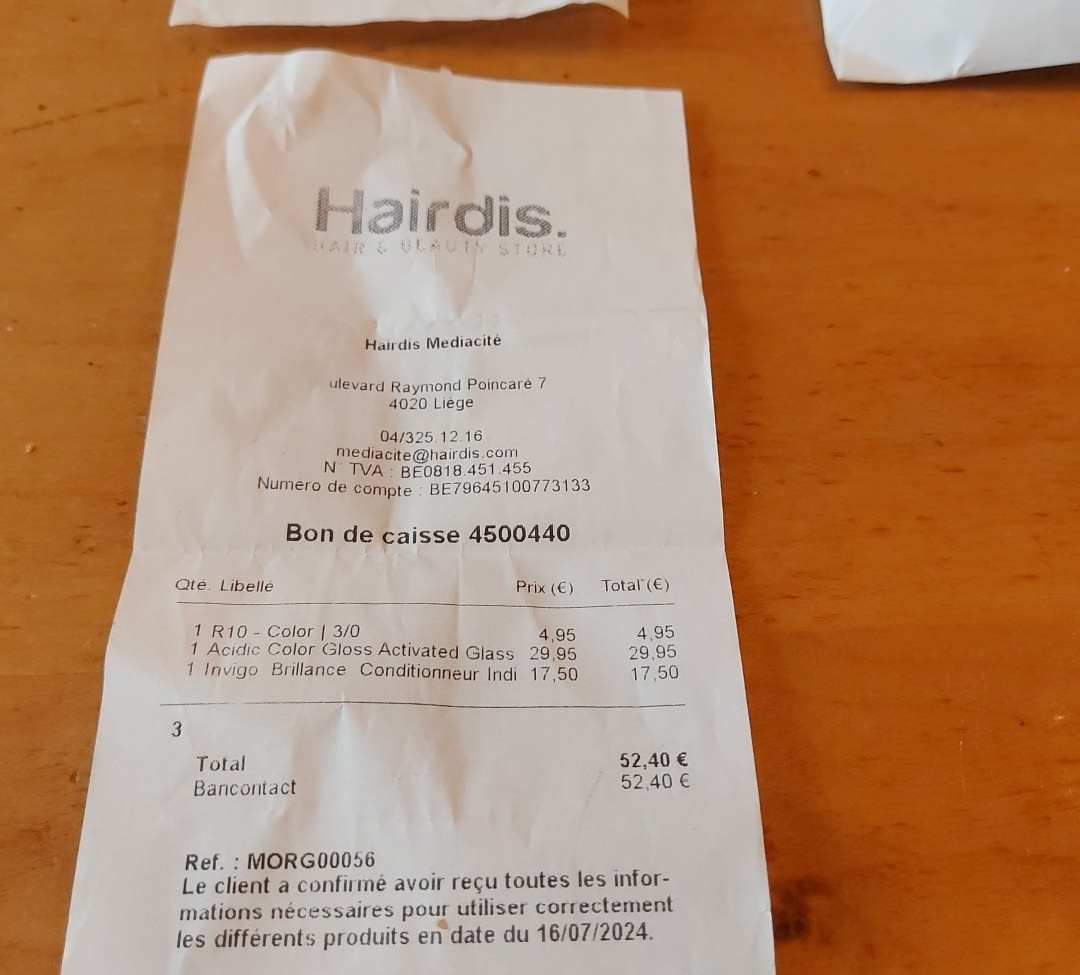 Hairdis.
HAIR & BEAUTY STORE
Hairdis Mediacité
ulevard Raymond Poincaré 7
4020 Liège
04/325.12.16
mediacite@hairdis.com
N° TVA : BE0818.451.455
Numéro de compte : BE79645100773133
Bon de caisse 4500440
Qté. Libellé Prix (€) Total (€)
1 R10 - Color | 3/0 4,95 4,95
1 Acidic Color Gloss Activated Glass 29,95 29,95
1 Invigo Brillance Conditionneur Indi 17,50 17,50
3
Total 52,40 €
Bancontact 52,40 €
Ref. : MORG00056
Le client a confirmé avoir reçu toutes les infor-
mations nécessaires pour utiliser correctement
les différents produits en date du 16/07/2024.